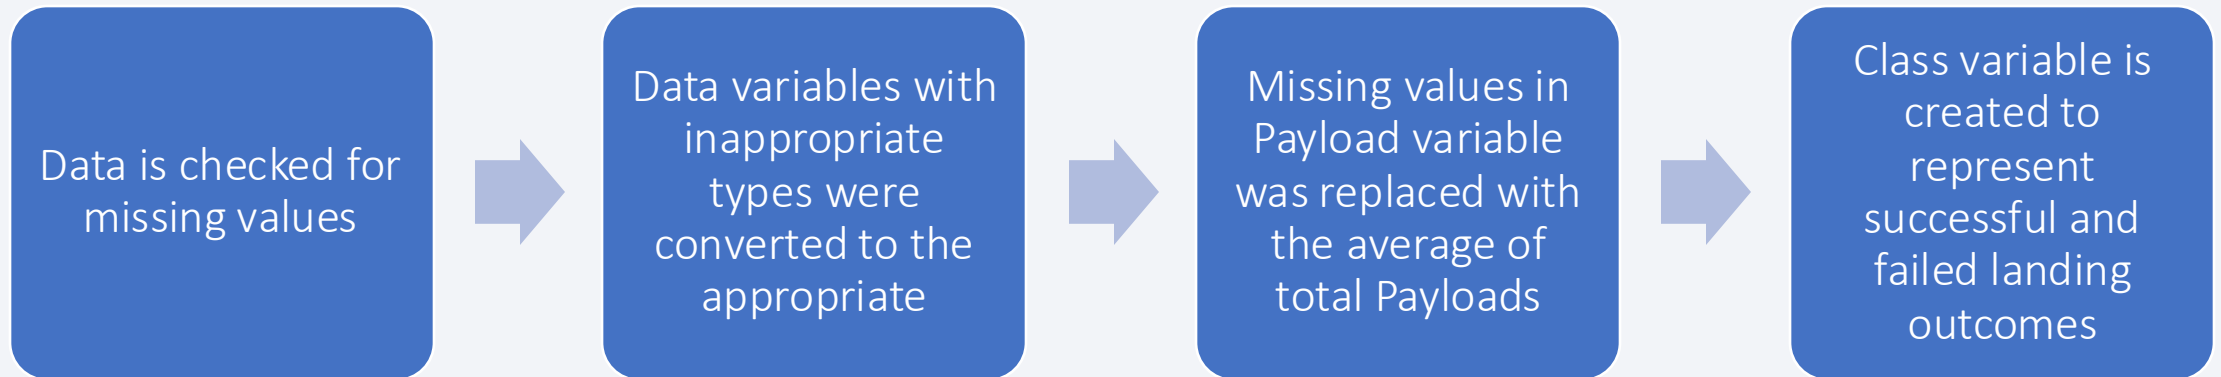 Data is checked for
missing values
Data variables with
inappropriate
types were
converted to the
appropriate
Missing values in
Payload variable
was replaced with
the average of
total Payloads
Class variable is
created to
represent
successful and
failed landing
outcomes